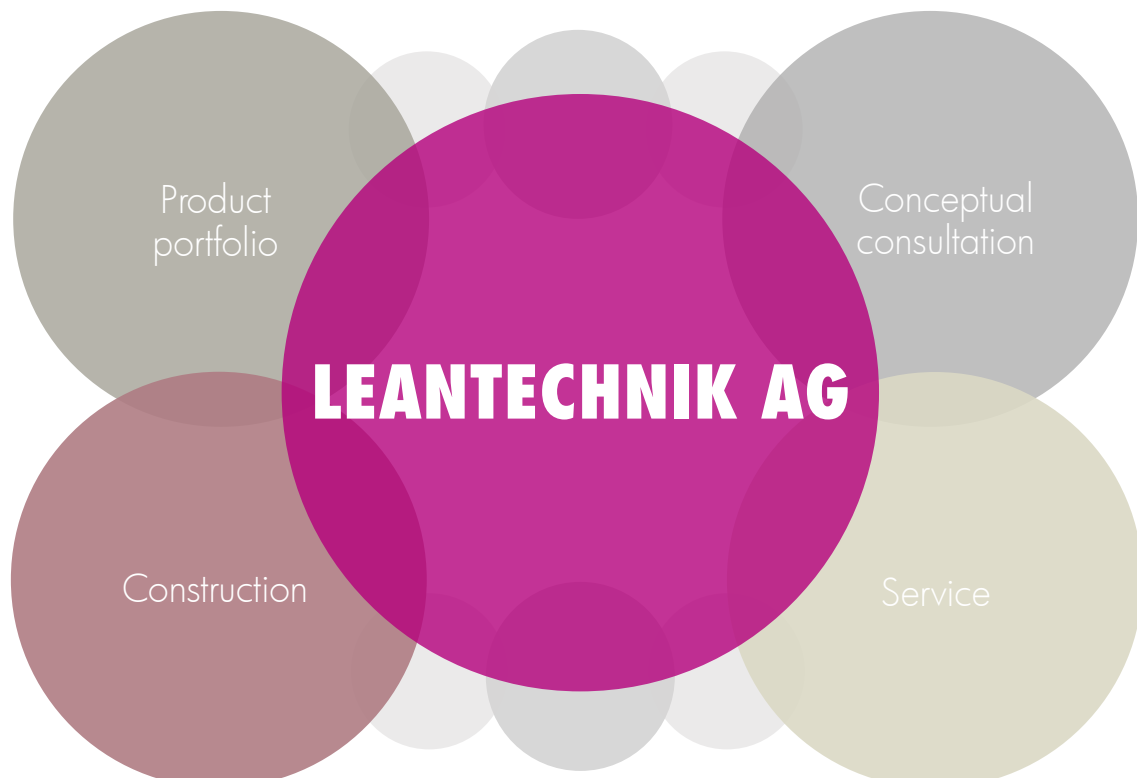 Product
portfolio
Conceptual
consultation
LEANTECHNIK AG
Construction
Service